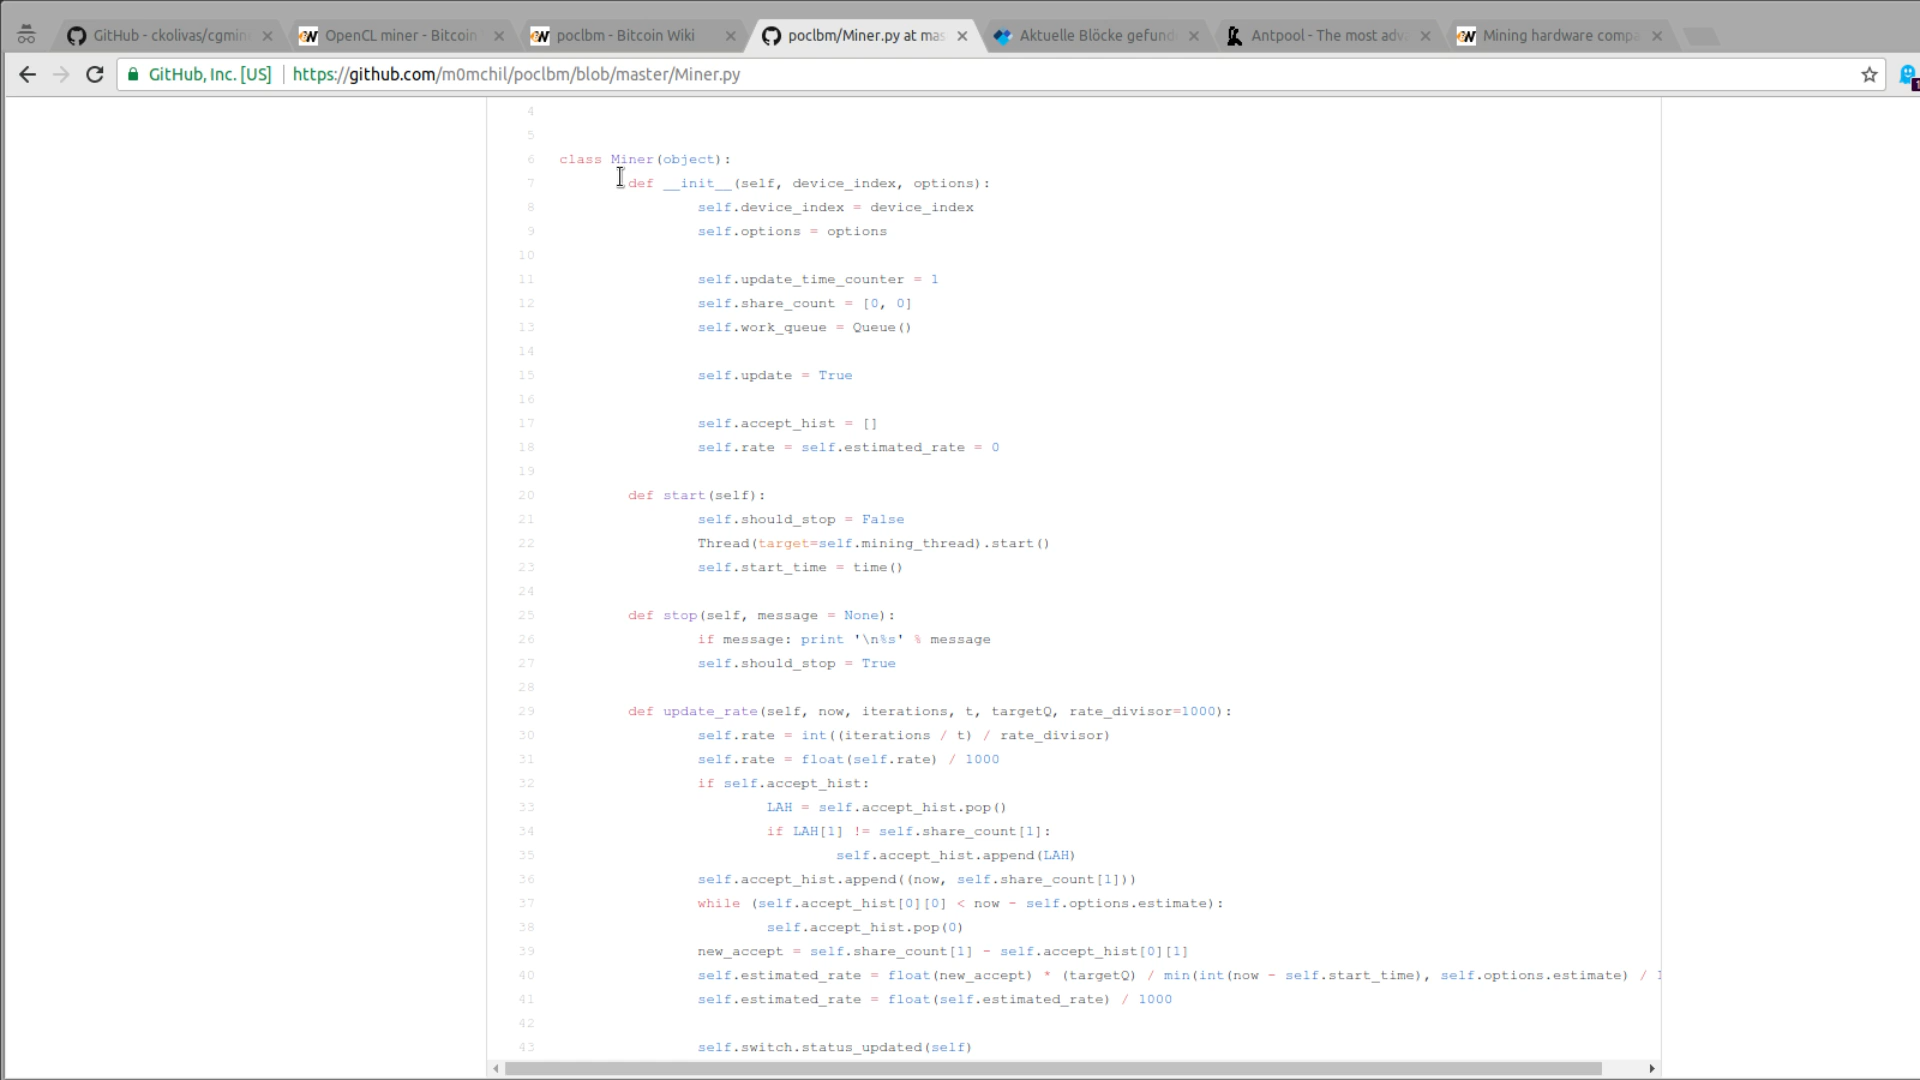 GitHub - ckolivas/cgmin
OpenCL miner - Bitcoin
poclbm - Bitcoin Wiki
poclbm/Miner.py at mas
Aktuelle Blöcke gefund
Antpool - The most adva
Mining hardware compa
GitHub, Inc. [US] https://github.com/m0mchil/poclbm/blob/master/Miner.py
4
5
6 class Miner(object):
7 def __init__(self, device_index, options):
8 self.device_index = device_index
9 self.options = options
10
11 self.update_time_counter = 1
12 self.share_count = [0, 0]
13 self.work_queue = Queue()
14
15 self.update = True
16
17 self.accept_hist = []
18 self.rate = self.estimated_rate = 0
19
20 def start(self):
21 self.should_stop = False
22 Thread(target=self.mining_thread).start()
23 self.start_time = time()
24
25 def stop(self, message = None):
26 if message: print '\n%s' % message
27 self.should_stop = True
28
29 def update_rate(self, now, iterations, t, targetQ, rate_divisor=1000):
30 self.rate = int((iterations / t) / rate_divisor)
31 self.rate = float(self.rate) / 1000
32 if self.accept_hist:
33 LAH = self.accept_hist.pop()
34 if LAH[1] != self.share_count[1]:
35 self.accept_hist.append(LAH)
36 self.accept_hist.append((now, self.share_count[1]))
37 while (self.accept_hist[0][0] < now - self.options.estimate):
38 self.accept_hist.pop(0)
39 new_accept = self.share_count[1] - self.accept_hist[0][1]
40 self.estimated_rate = float(new_accept) * (targetQ) / min(int(now - self.start_time), self.options.estimate) /
41 self.estimated_rate = float(self.estimated_rate) / 1000
42
43 self.switch.status_updated(self)